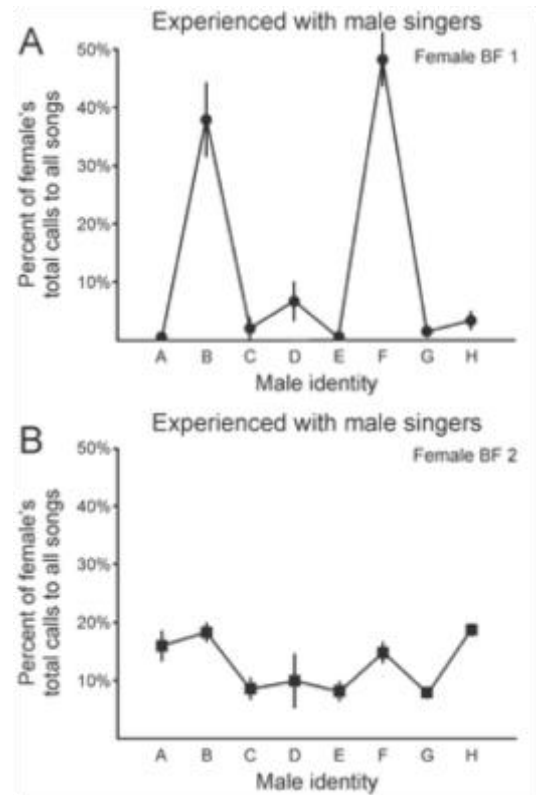 A
Experienced with male singers
Female BF 1
Percent of female's
total calls to all songs
50%
40%
30%
20%
10%
A B C D E F G H
Male identity
B
Experienced with male singers
Female BF 2
Percent of female's
total calls to all songs
50%
40%
30%
20%
10%
A B C D E F G H
Male identity